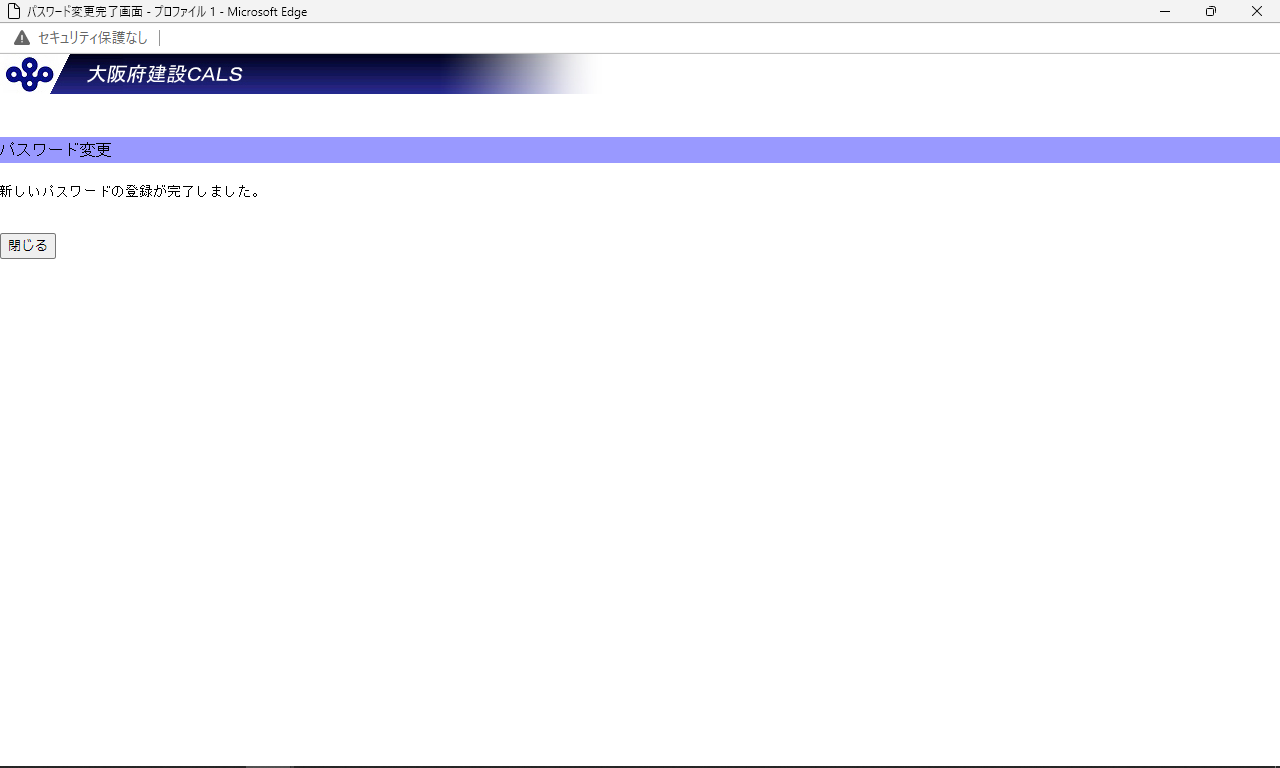 パスワード変更完了画面 - プロファイル 1 - Microsoft Edge
セキュリティ保護なし
大阪府建設CALS
パスワード変更
新しいパスワードの登録が完了しました。
閉じる